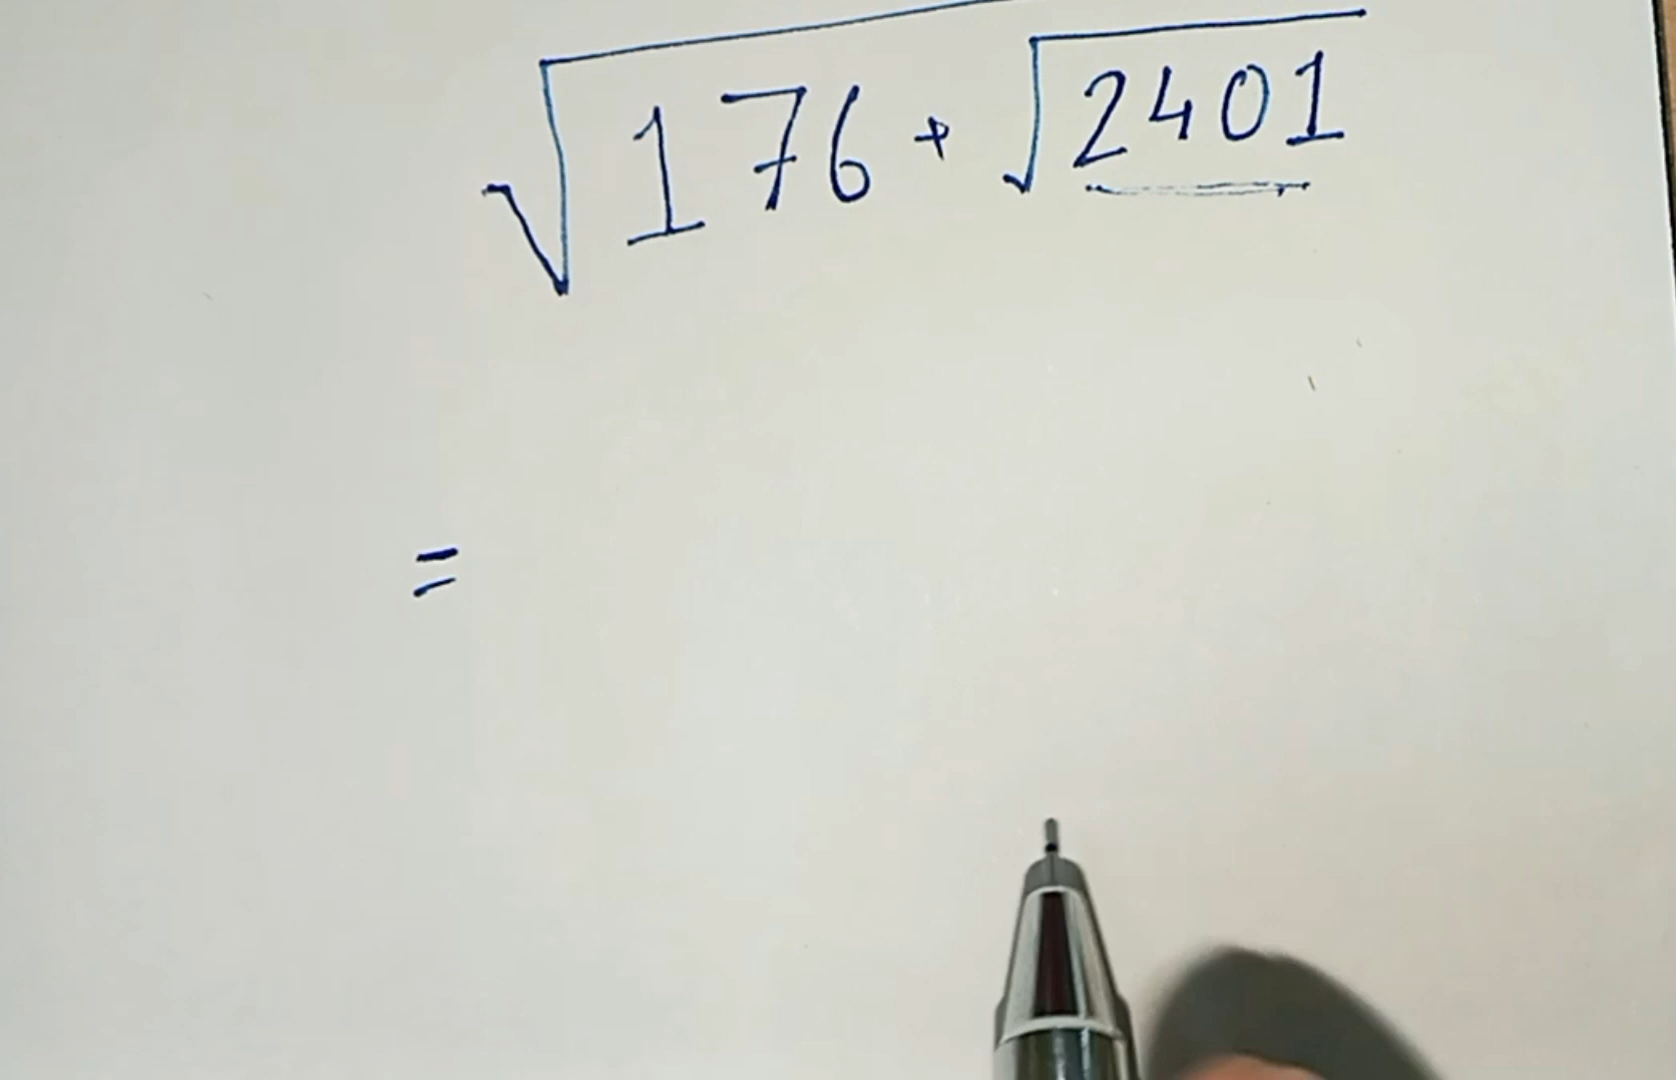 √(176 + √2401)
=